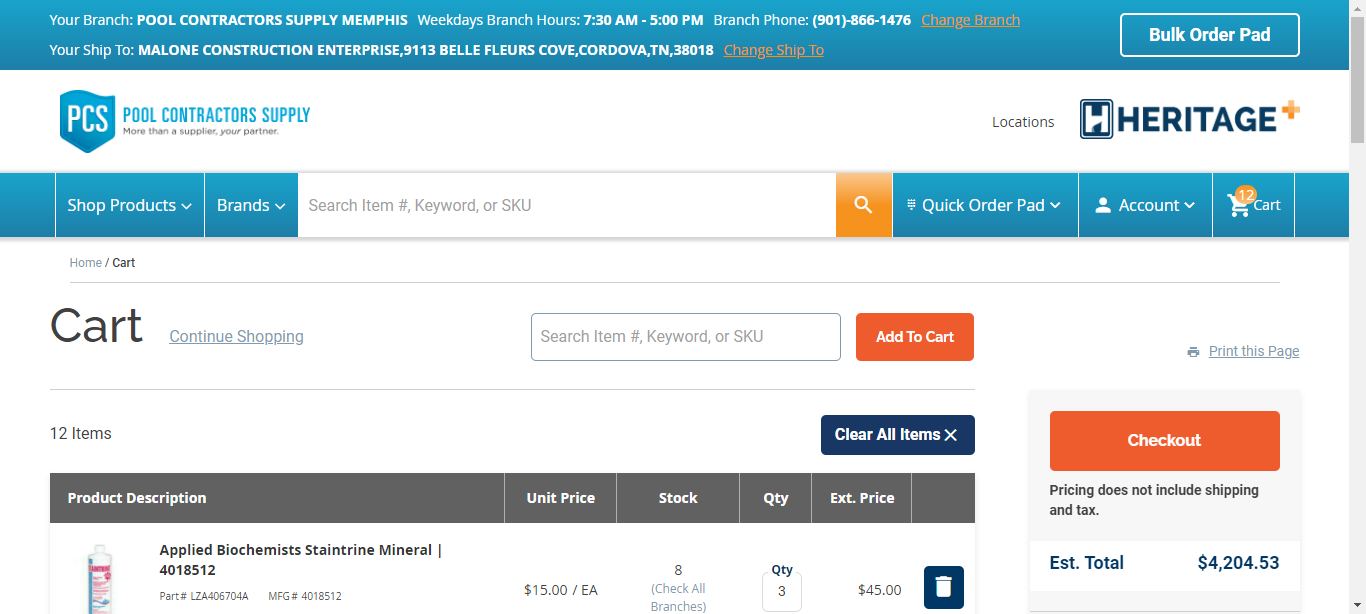 Your Branch: POOL CONTRACTORS SUPPLY MEMPHIS Weekdays Branch Hours: 7:30 AM - 5:00 PM Branch Phone: (901)-866-1476 Change Branch
Your Ship To: MALONE CONSTRUCTION ENTERPRISE,9113 BELLE FLEURS COVE,CORDOVA,TN,38018 Change Ship To
Bulk Order Pad
PCS POOL CONTRACTORS SUPPLY
More than a supplier, your partner.
Locations
HERITAGE+
Shop Products
Brands
Search Item #, Keyword, or SKU
Quick Order Pad
Account
12
Cart
Home / Cart
Cart
Continue Shopping
Search Item #, Keyword, or SKU
Add To Cart
Print this Page
12 Items
Clear All Items
Checkout
Pricing does not include shipping
and tax.
Est. Total $4,204.53
Product Description Unit Price Stock Qty Ext. Price
Applied Biochemists Staintrine Mineral |
4018512
Part# LZA406704A MFG# 4018512
$15.00 / EA
8
(Check All
Branches)
Qty
3
$45.00